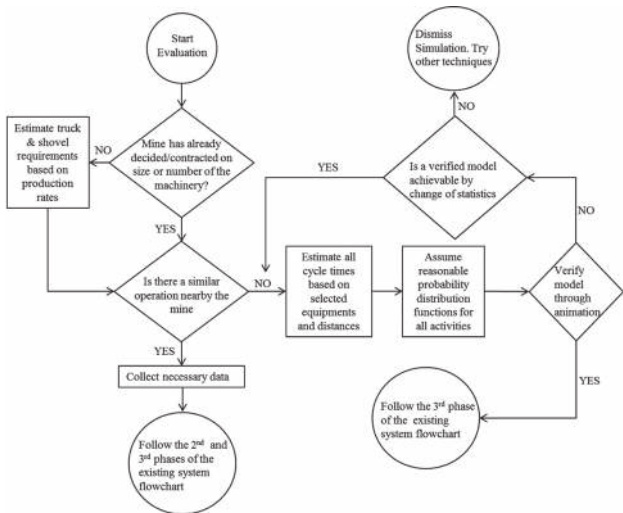 Start
Evaluation
Dismiss
Simulation. Try
other techniques
Estimate truck
& shovel
requirements
based on
production
rates
NO
Mine has already
decided/contracted on
size or number of the
machinery?
YES
Is there a similar
operation nearby the
mine
NO
YES
Collect necessary data
Follow the 2nd and
3rd phases of the
existing system
flowchart
Estimate all
cycle times
based on
selected
equipments
and distances
Assume
reasonable
probability
distribution
functions for
all activities
Verify
model
through
animation
NO
Is a verified model
achievable by
change of statistics
NO
YES
YES
Follow the 3rd phase
of the existing
system flowchart